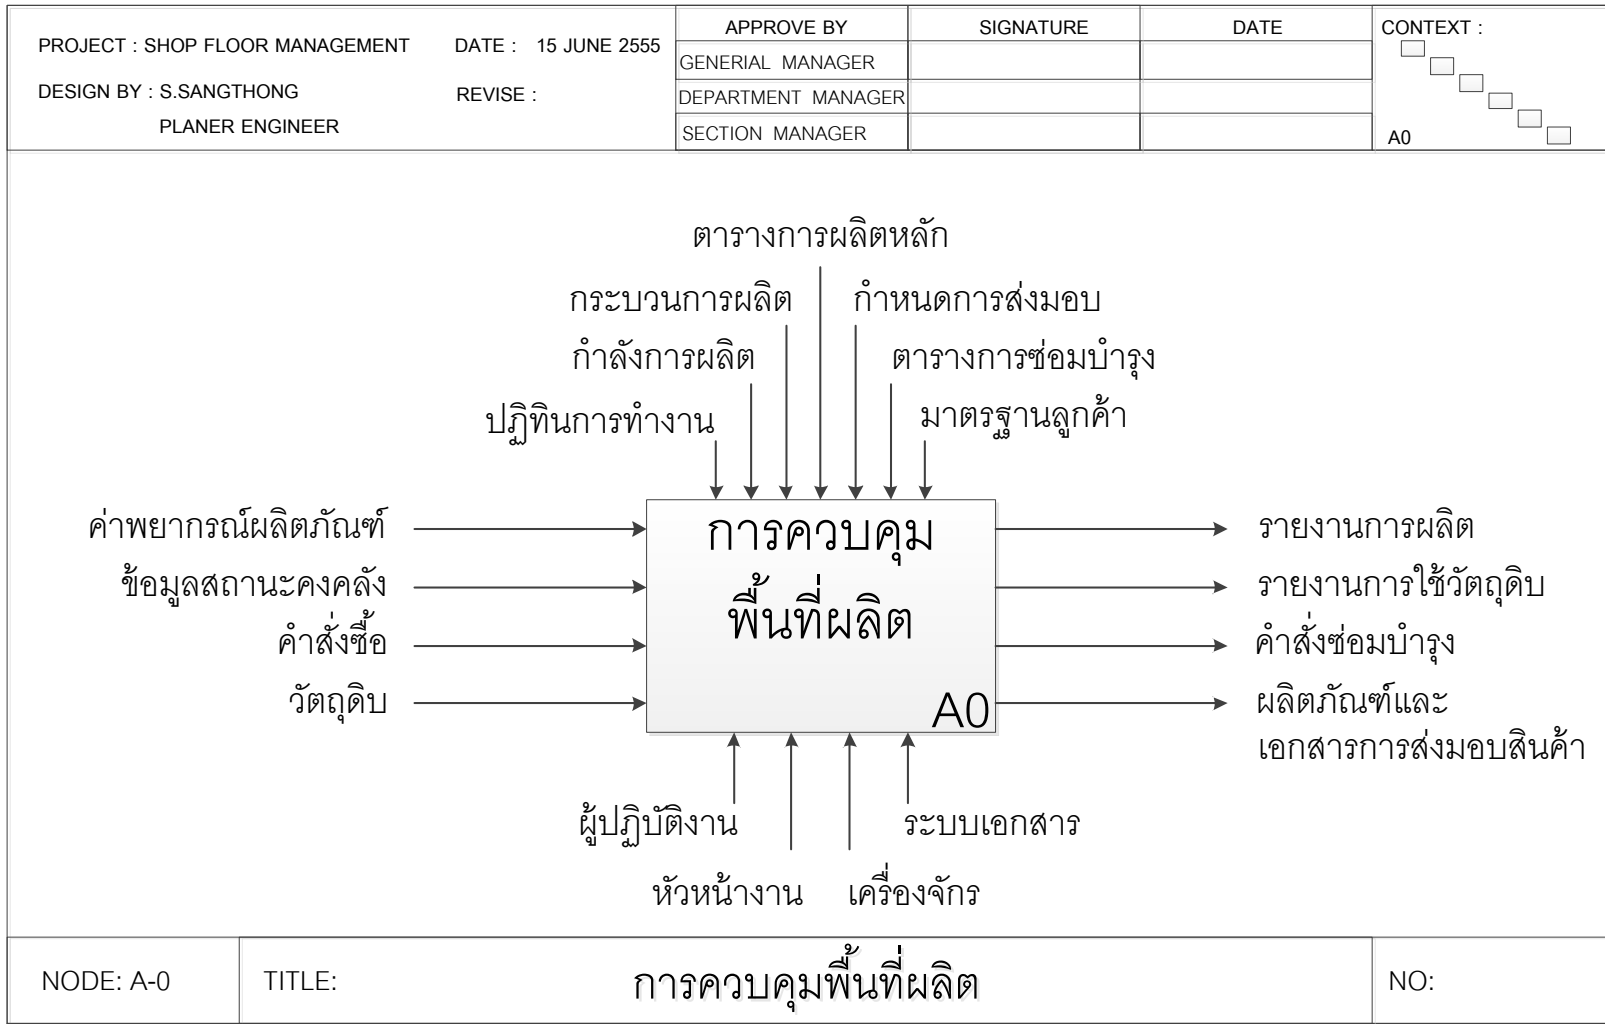 PROJECT : SHOP FLOOR MANAGEMENT DATE : 15 JUNE 2555
DESIGN BY : S.SANGTHONG REVISE :
PLANER ENGINEER
APPROVE BY SIGNATURE DATE
GENERIAL MANAGER
DEPARTMENT MANAGER
SECTION MANAGER
CONTEXT :
A0
ตารางการผลิตหลัก
กระบวนการผลิต กำหนดการส่งมอบ
กำลังการผลิต ตารางการซ่อมบำรุง
ปฏิทินการทำงาน มาตรฐานลูกค้า
ค่าพยากรณ์ผลิตภัณฑ์
ข้อมูลสถานะคงคลัง
คำสั่งซื้อ
วัตถุดิบ
การควบคุม
พื้นที่ผลิต
A0
รายงานการผลิต
รายงานการใช้วัตถุดิบ
คำสั่งซ่อมบำรุง
ผลิตภัณฑ์และ
เอกสารการส่งมอบสินค้า
ผู้ปฏิบัติงาน ระบบเอกสาร
หัวหน้างาน เครื่องจักร
NODE: A-0 TITLE: การควบคุมพื้นที่ผลิต NO: